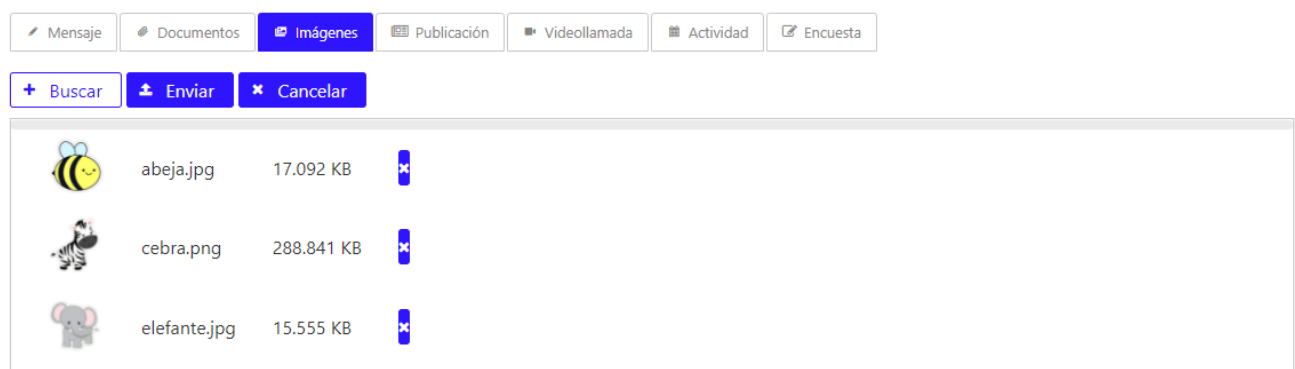 Mensaje Documentos Imágenes Publicación Videollamada Actividad Encuesta
Buscar Enviar Cancelar
abeja.jpg 17.092 KB
cebra.png 288.841 KB
elefante.jpg 15.555 KB